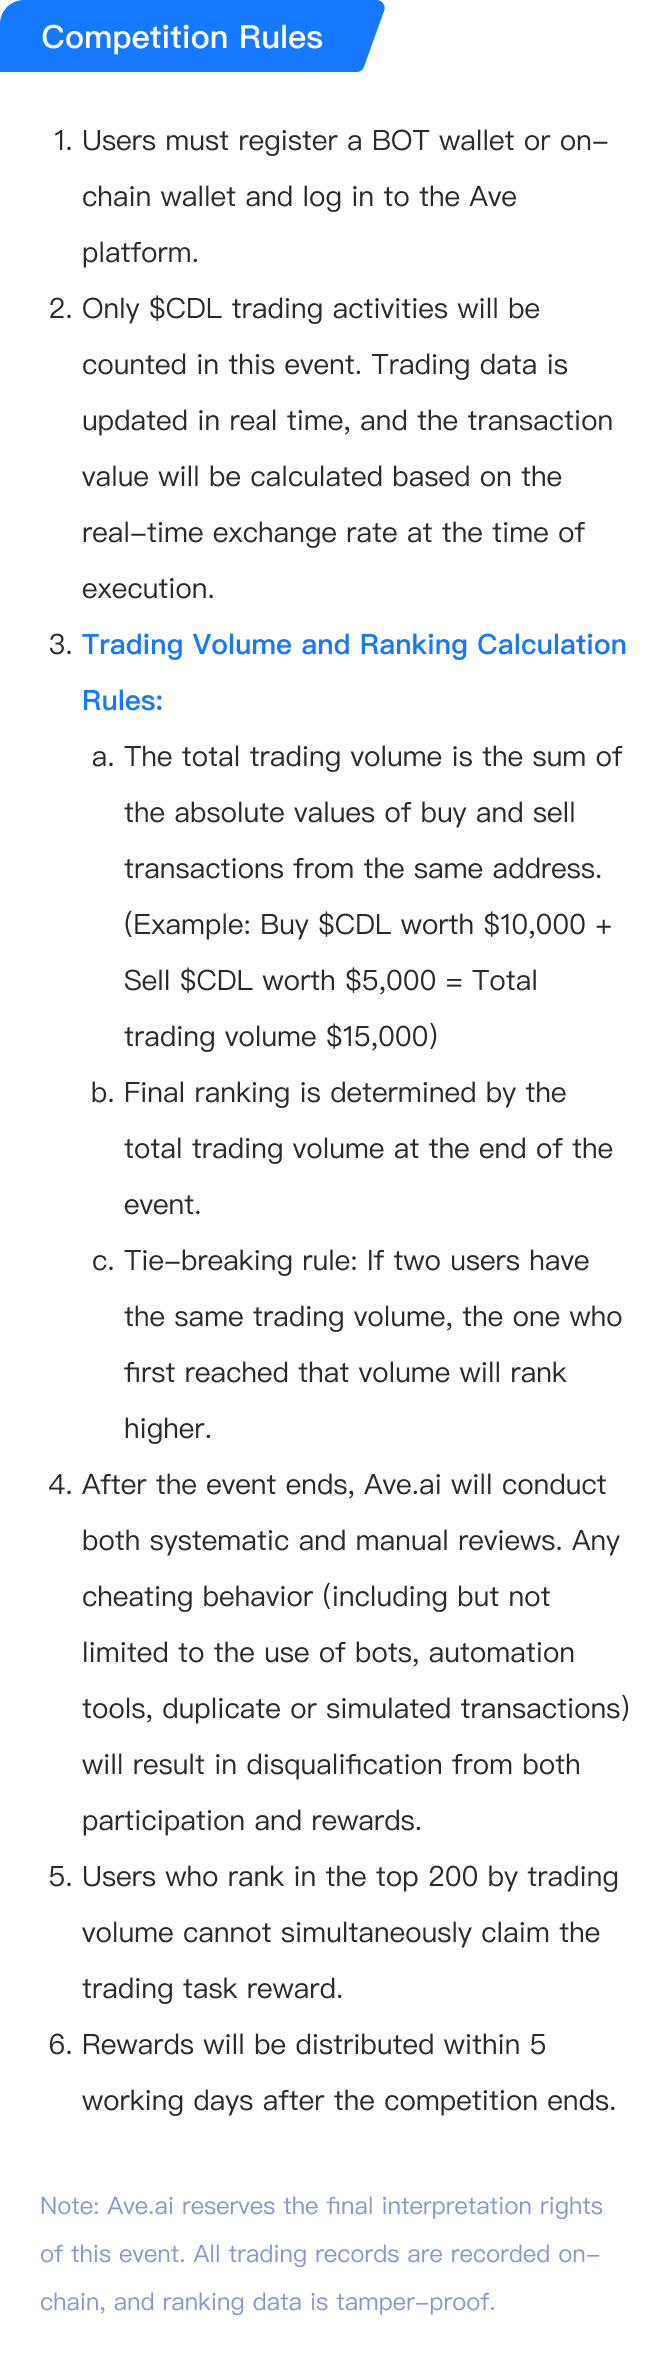 Competition Rules
1. Users must register a BOT wallet or on-
chain wallet and log in to the Ave
platform.
2. Only $CDL trading activities will be
counted in this event. Trading data is
updated in real time, and the transaction
value will be calculated based on the
real-time exchange rate at the time of
execution.
3. Trading Volume and Ranking Calculation
Rules:
a. The total trading volume is the sum of
the absolute values of buy and sell
transactions from the same address.
(Example: Buy $CDL worth $10,000 +
Sell $CDL worth $5,000 = Total
trading volume $15,000)
b. Final ranking is determined by the
total trading volume at the end of the
event.
c. Tie-breaking rule: If two users have
the same trading volume, the one who
first reached that volume will rank
higher.
4. After the event ends, Ave.ai will conduct
both systematic and manual reviews. Any
cheating behavior (including but not
limited to the use of bots, automation
tools, duplicate or simulated transactions)
will result in disqualification from both
participation and rewards.
5. Users who rank in the top 200 by trading
volume cannot simultaneously claim the
trading task reward.
6. Rewards will be distributed within 5
working days after the competition ends.
Note: Ave.ai reserves the final interpretation rights
of this event. All trading records are recorded on-
chain, and ranking data is tamper-proof.